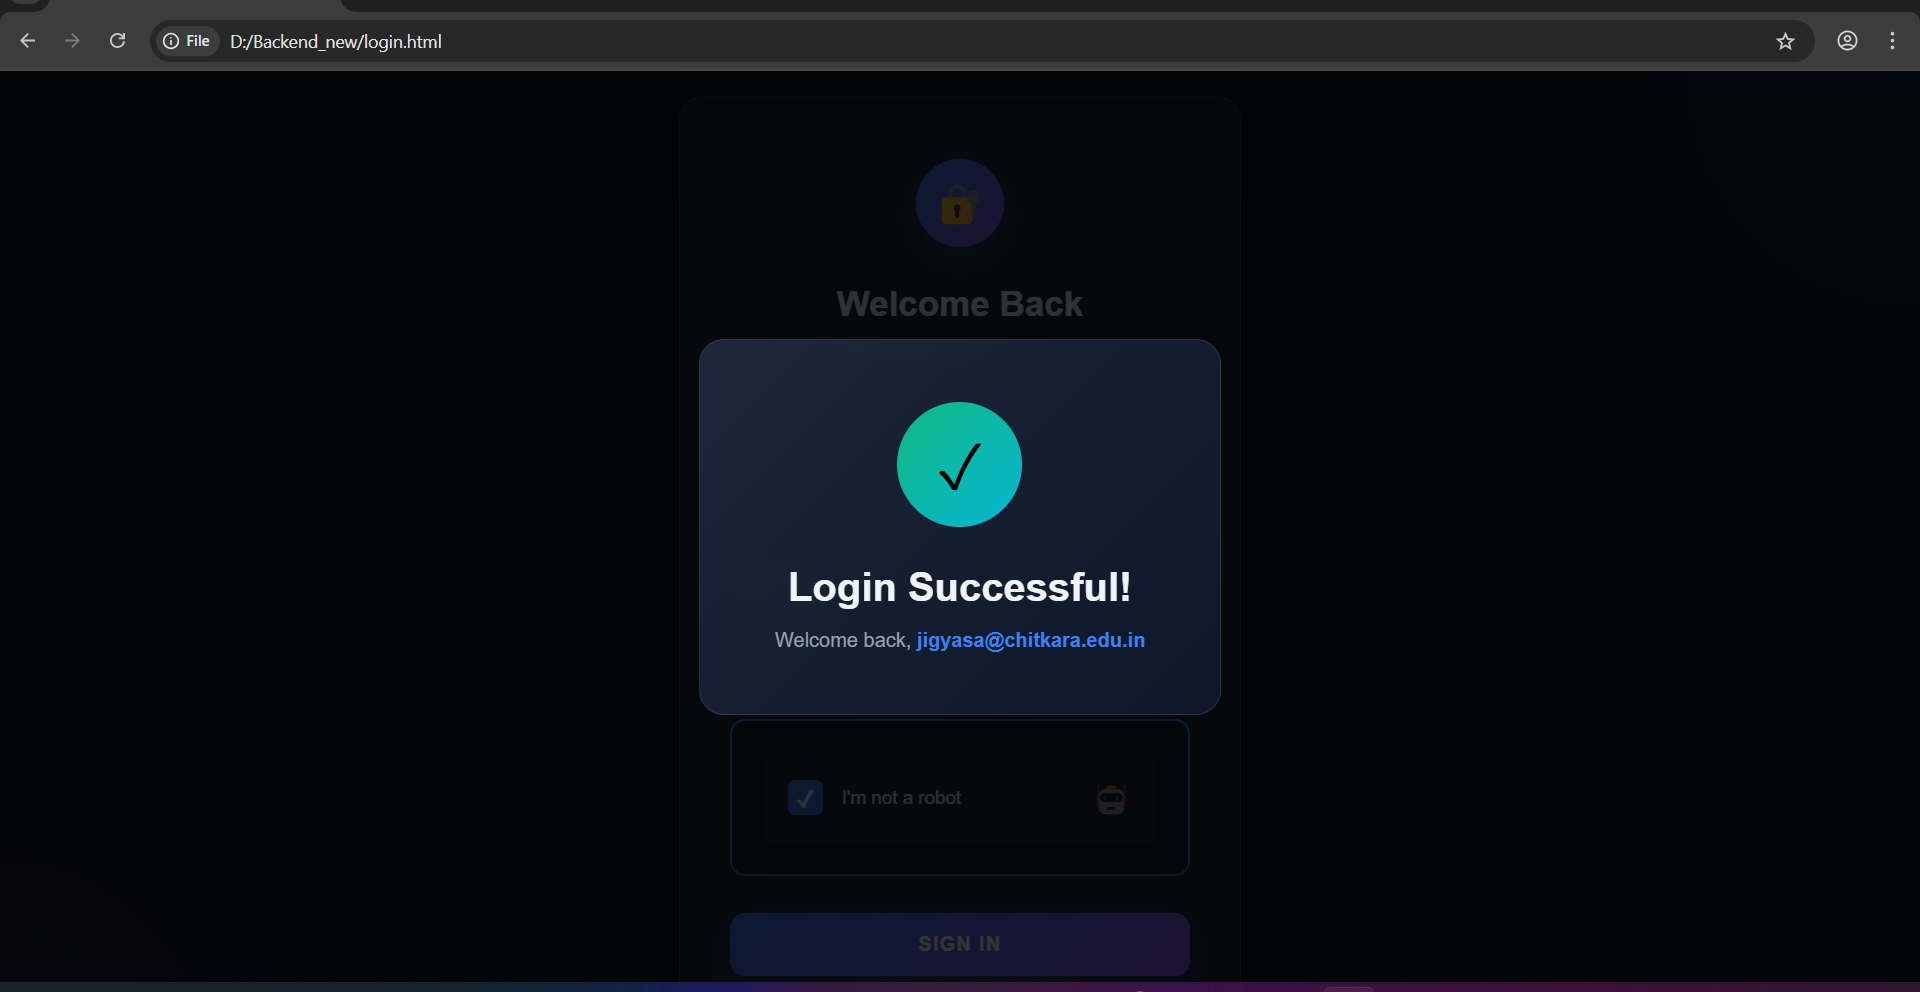 File D:/Backend_new/login.html
Welcome Back
Login Successful!
Welcome back, jigyasa@chitkara.edu.in
I'm not a robot
SIGN IN